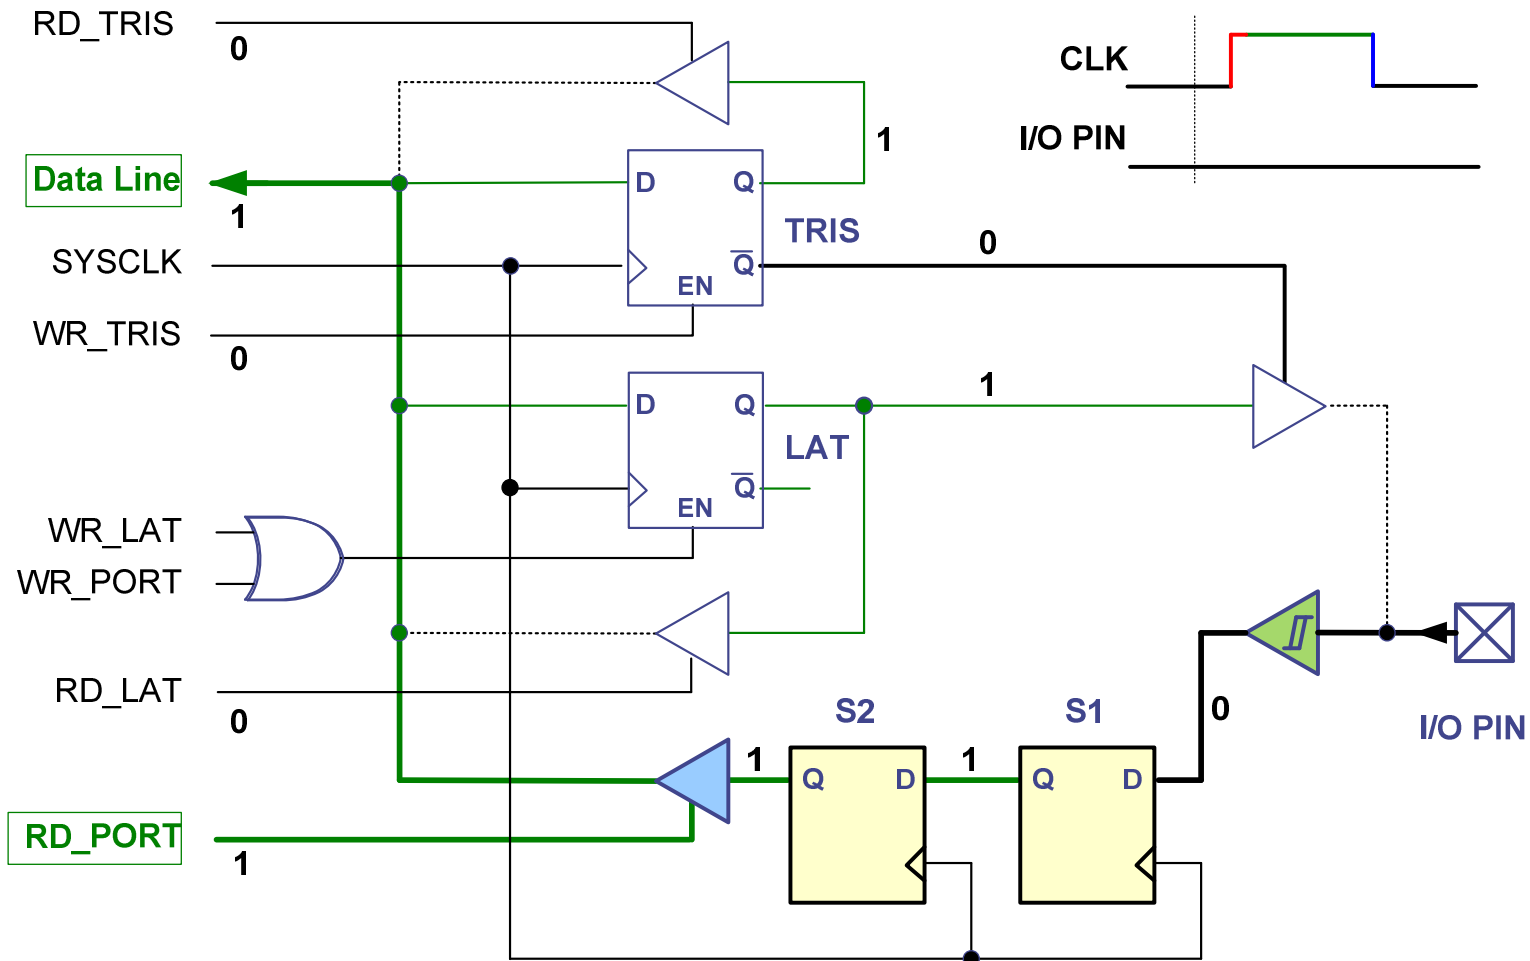 RD_TRIS
0
CLK
I/O PIN
1
Data Line
1
D
Q
TRIS
SYSCLK
Q
0
EN
WR_TRIS
0
D
Q
1
LAT
Q
EN
WR_LAT
WR_PORT
RD_LAT
0
S2
S1
0
I/O PIN
1
1
Q
D
Q
D
RD_PORT
1